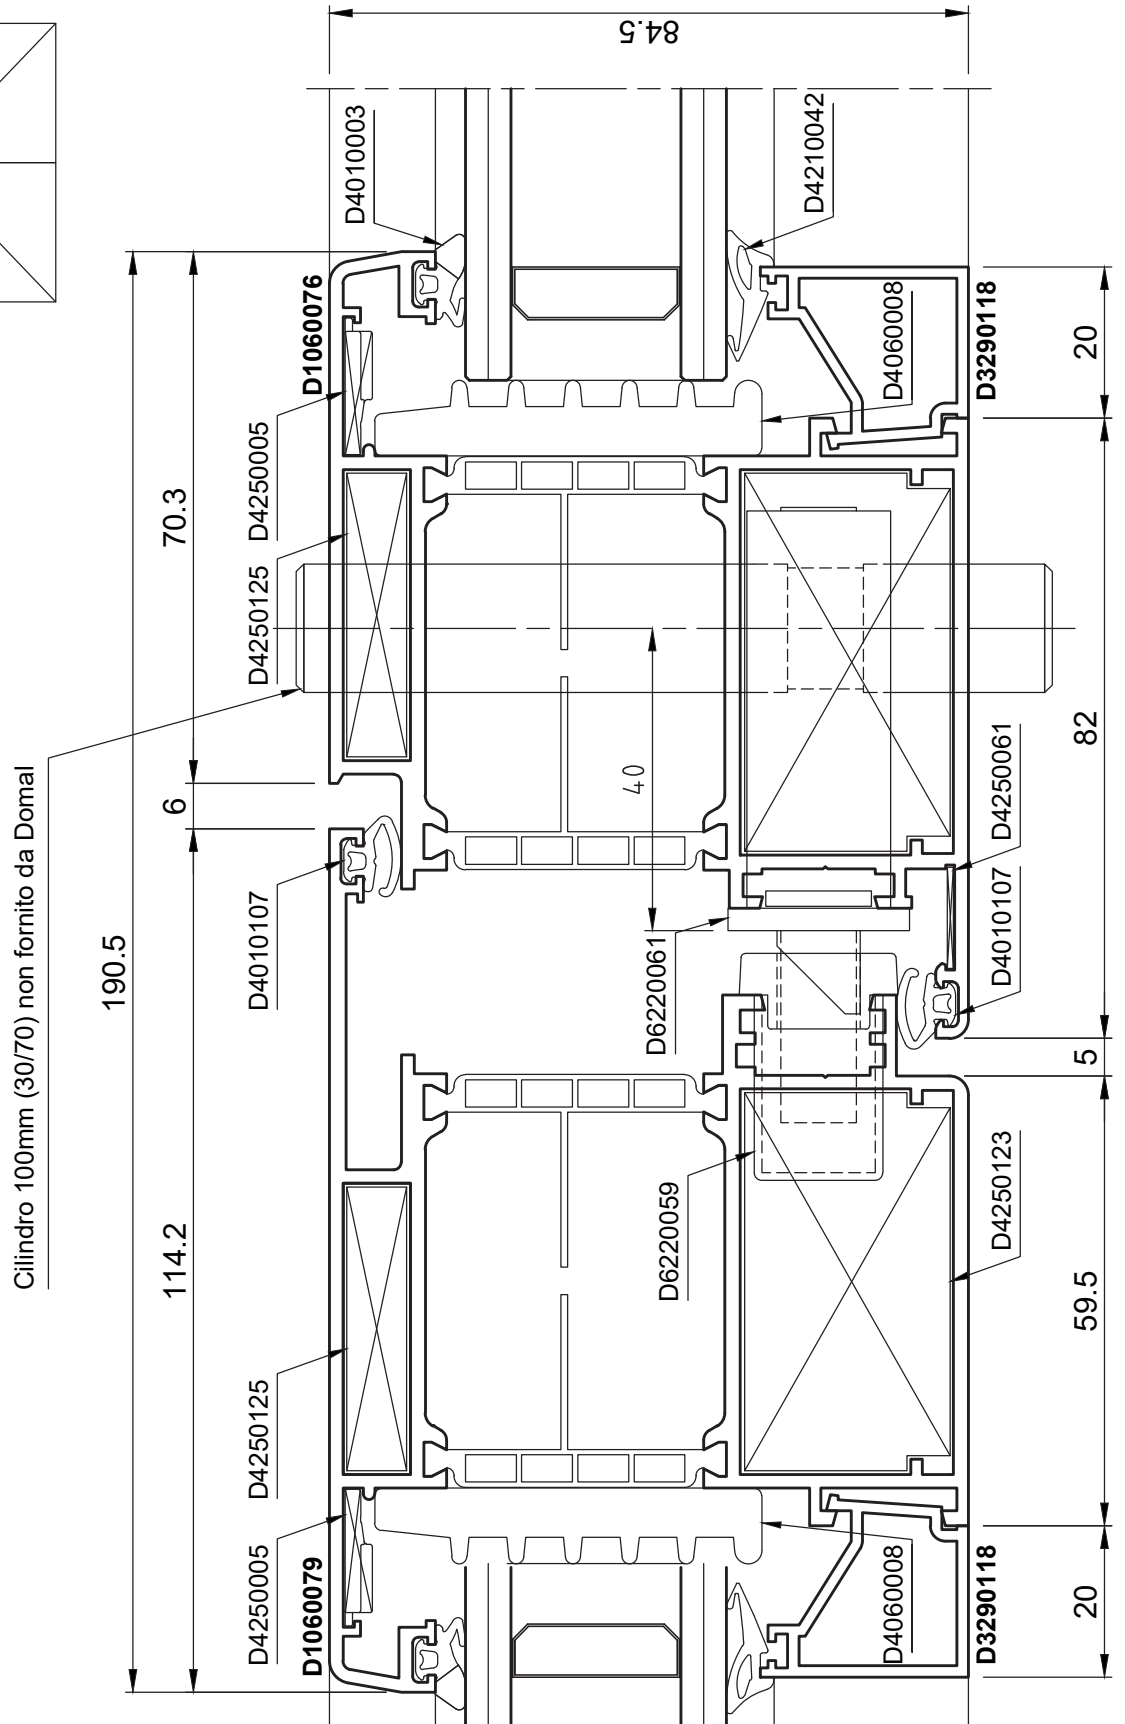 84.5
D4010003
D4210042
D1060076
D4060008
D3290118
20
D4250005
70.3
D4250125
Cilindro 100mm (30/70) non fornito da Domal
40
82
D4250061
6
D4010107
D6220061
D4010107
190.5
5
114.2
D6220059
D4250123
59.5
D4250125
D4250005
D1060079
D4060008
D3290118
20